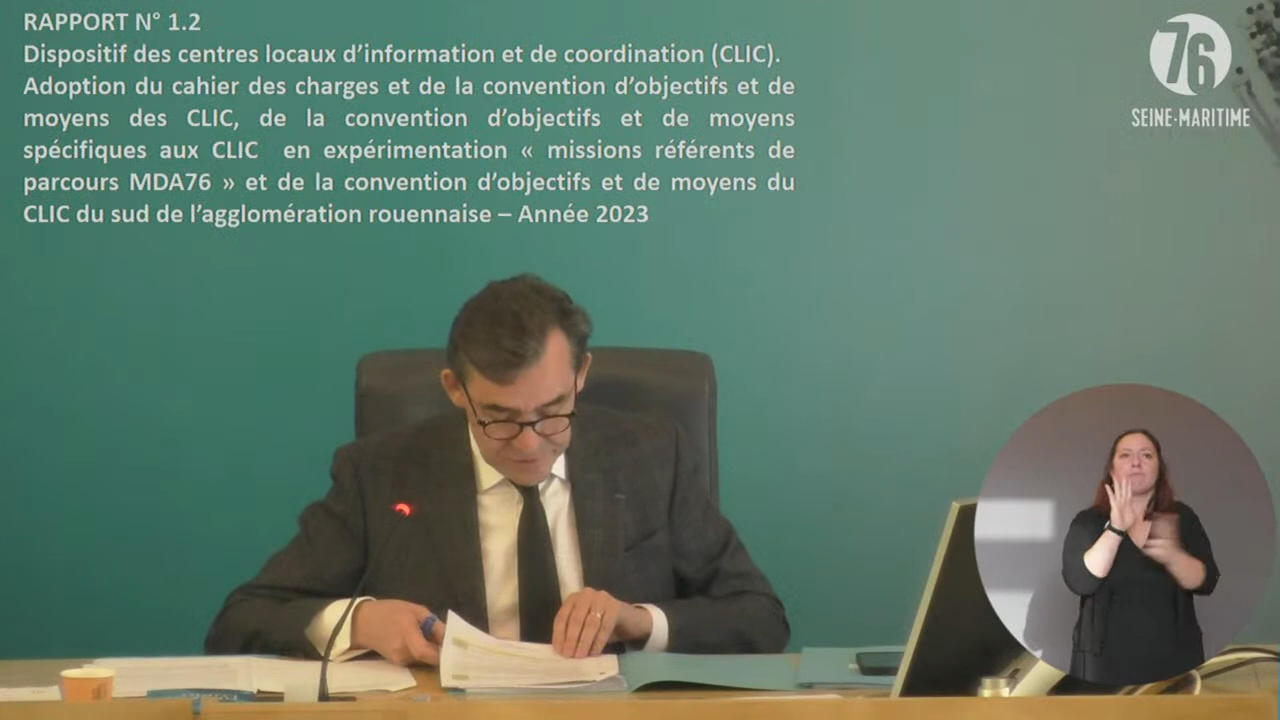 RAPPORT N° 1.2
Dispositif des centres locaux d'information et de coordination (CLIC).
Adoption du cahier des charges et de la convention d'objectifs et de
moyens des CLIC, de la convention d'objectifs et de moyens
spécifiques aux CLIC en expérimentation « missions référents de
parcours MDA76 » et de la convention d'objectifs et de moyens du
CLIC du sud de l'agglomération rouennaise – Année 2023
76
SEINE-MARITIME